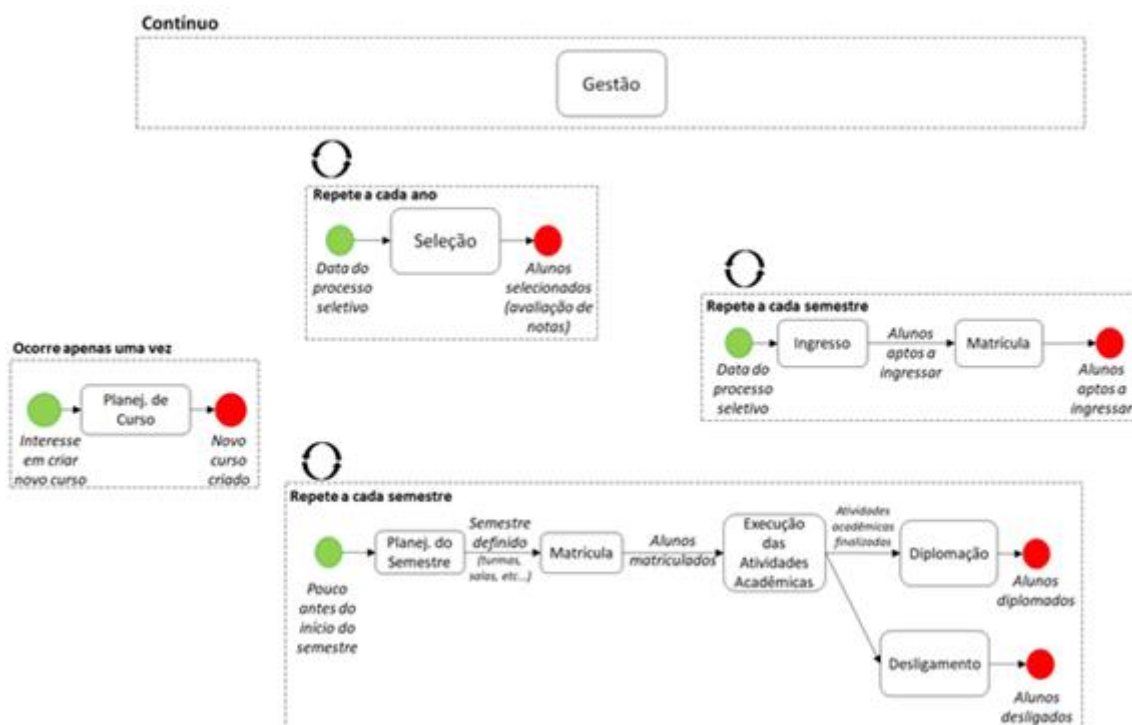 Contínuo
Gestão
Repete a cada ano
Seleção
Data do
processo
seletivo
Alunos
selecionados
(avaliação de
notas)
Repete a cada semestre
Ingresso
Alunos
aptos a
ingressar
Matrícula
Data do
processo
seletivo
Alunos
aptos a
ingressar
Ocorre apenas uma vez
Planej. de
Curso
Interesse
em criar
novo curso
Novo
curso
criado
Repete a cada semestre
Planej. do
Semestre
Semestre
definido
(turmas,
salas, etc...)
Matrícula
Alunos
matriculados
Execução
das
Atividades
Acadêmicas
Atividades
acadêmicas
finalizadas
Diplomação
Pouco
antes do
início do
semestre
Alunos
diplomados
Desligamento
Alunos
desligados